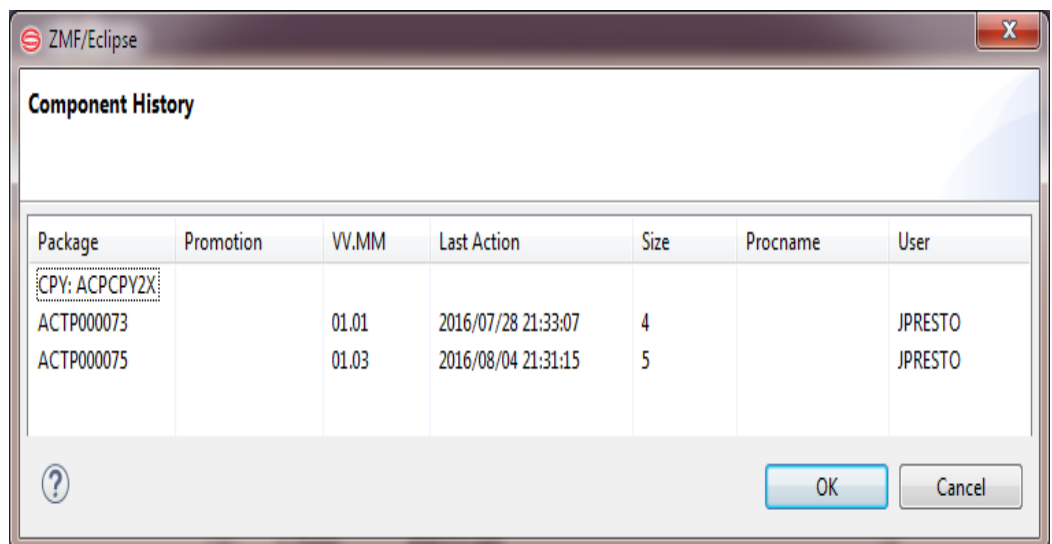 ZMF/Eclipse
X
Component History
Package Promotion VV.MM Last Action Size Procname User
CPY: ACPCPY2X
ACTP000073 01.01 2016/07/28 21:33:07 4 JPRESTO
ACTP000075 01.03 2016/08/04 21:31:15 5 JPRESTO
? OK Cancel